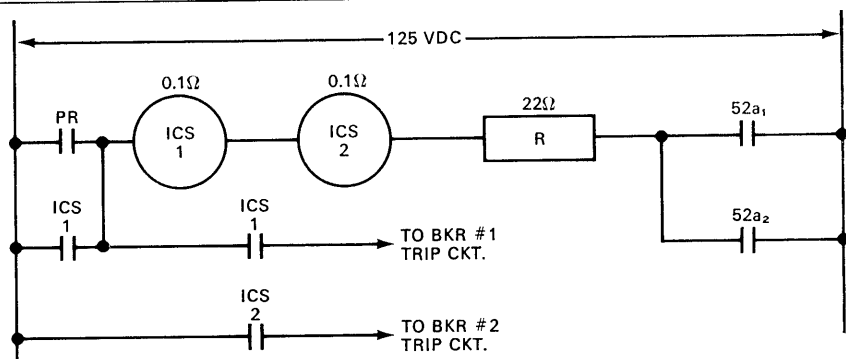 125 VDC
0.1Ω
0.1Ω
22Ω
52a₁
PR
ICS
1
ICS
2
R
52a₂
ICS
1
ICS
1
TO BKR #1
TRIP CKT.
ICS
2
TO BKR #2
TRIP CKT.